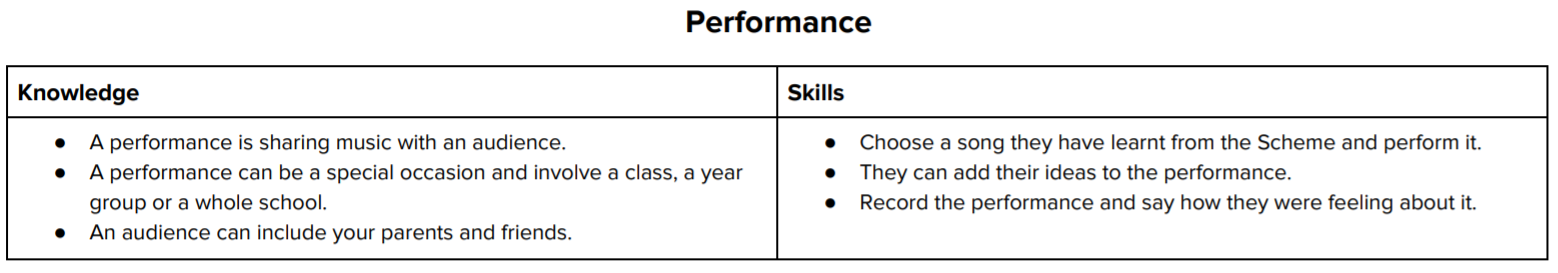 Performance
Knowledge
Skills
● A performance is sharing music with an audience.
● A performance can be a special occasion and involve a class, a year
group or a whole school.
● An audience can include your parents and friends.
● Choose a song they have learnt from the Scheme and perform it.
● They can add their ideas to the performance.
● Record the performance and say how they were feeling about it.